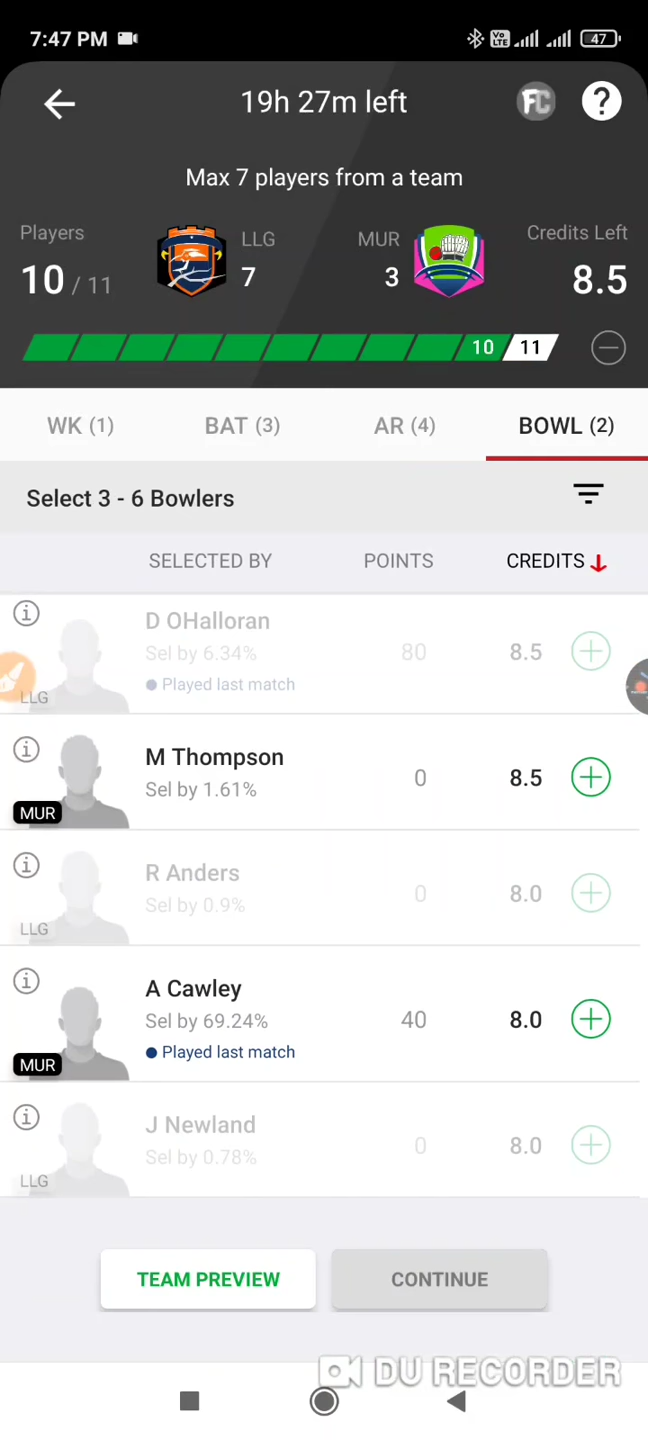 7:47 PM
Vo LTE
47
19h 27m left
FC
?
Max 7 players from a team
Players
LLG
MUR
Credits Left
10 / 11
7
3
8.5
10
11
WK (1)
BAT (3)
AR (4)
BOWL (2)
Select 3 - 6 Bowlers
SELECTED BY
POINTS
CREDITS
D OHalloran
Sel by 6.34%
80
8.5
Played last match
LLG
M Thompson
Sel by 1.61%
0
8.5
MUR
R Anders
Sel by 0.9%
0
8.0
LLG
A Cawley
Sel by 69.24%
40
8.0
Played last match
MUR
J Newland
Sel by 0.78%
0
8.0
LLG
TEAM PREVIEW
CONTINUE
DU RECORDER